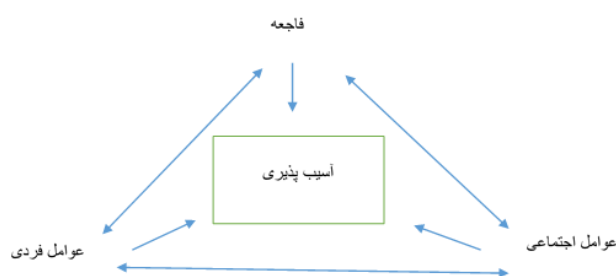 فاجعه
آسیب پذیری
عوامل اجتماعی
عوامل فردی